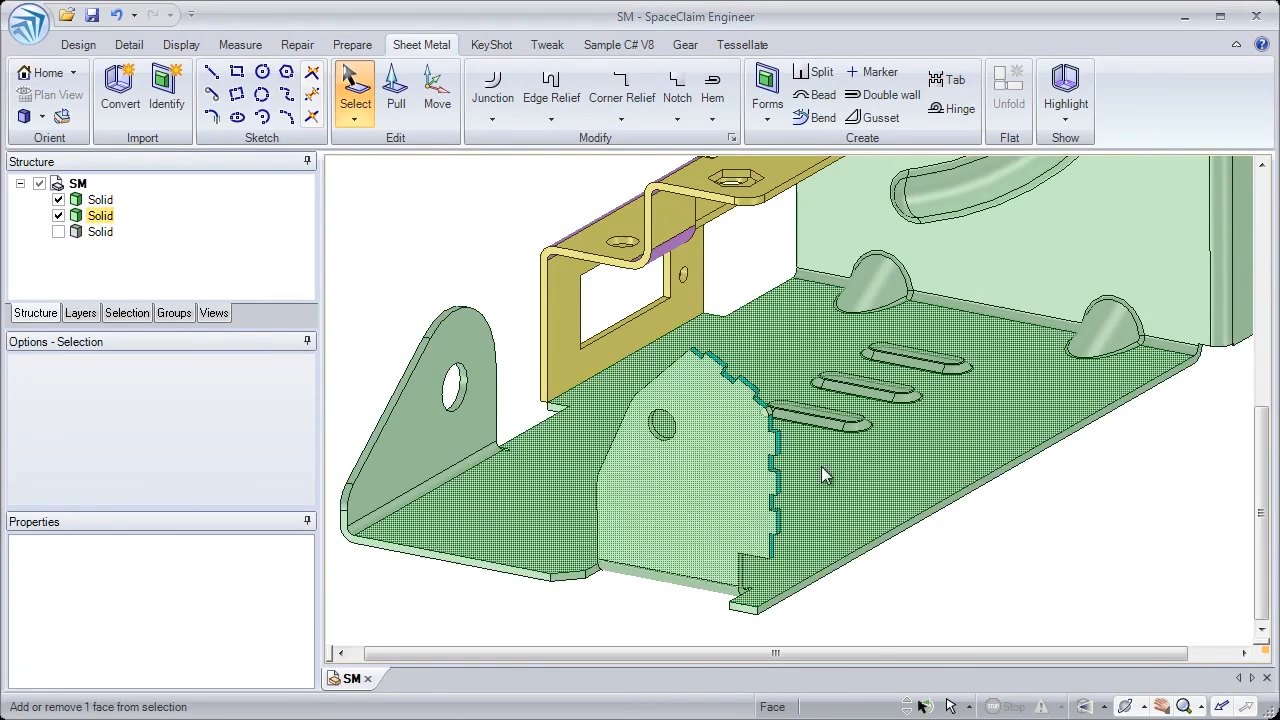 SM - SpaceClaim Engineer
Design Detail Display Measure Repair Prepare Sheet Metal KeyShot Tweak Sample C# V8 Gear Tessellate
Home
Plan View
Orient
Convert Identify
Import
Sketch
Select Pull Move
Edit
Junction Edge Relief Corner Relief Notch Hem
Modify
Forms
Split Marker
Bead Double wall
Bend Gusset
Tab
Hinge
Create
Unfold
Flat
Highlight
Show
Structure
SM
Solid
Solid
Solid
Structure Layers Selection Groups Views
Options - Selection
Properties
SM
Add or remove 1 face from selection
Face
Stop